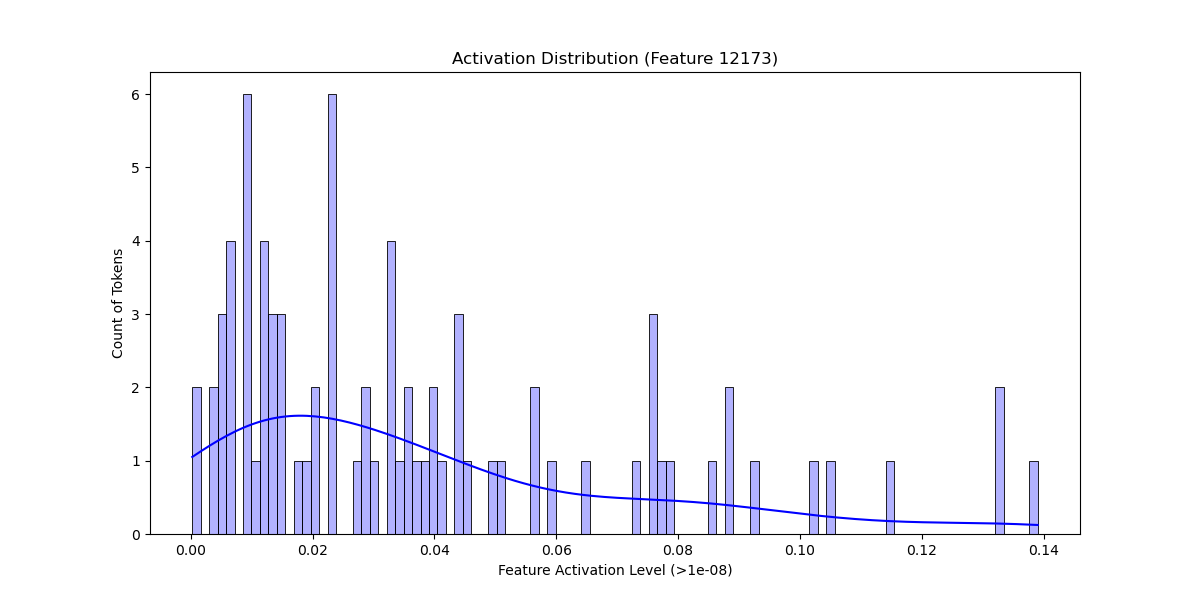 Activation Distribution (Feature 12173)
6
5
4
3
2
1
0
Count of Tokens
0.00 0.02 0.04 0.06 0.08 0.10 0.12 0.14
Feature Activation Level (>1e-08)